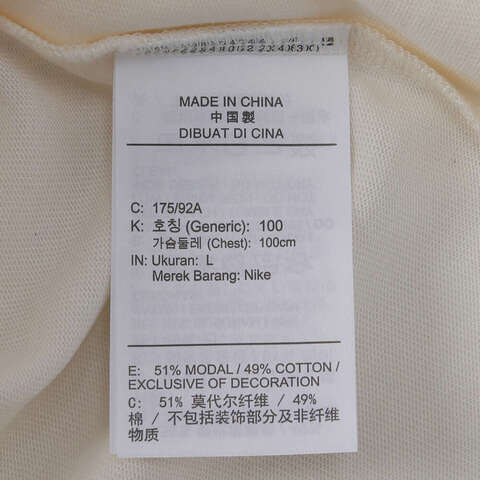 MADE IN CHINA
中国製
DIBUAT DI CINA
C: 175/92A
K: 호칭 (Generic): 100
가슴둘레 (Chest): 100cm
IN: Ukuran: L
Merek Barang: Nike
E: 51% MODAL / 49% COTTON /
EXCLUSIVE OF DECORATION
C: 51% 莫代尔纤维 / 49%
棉 / 不包括装饰部分及非纤维
物质